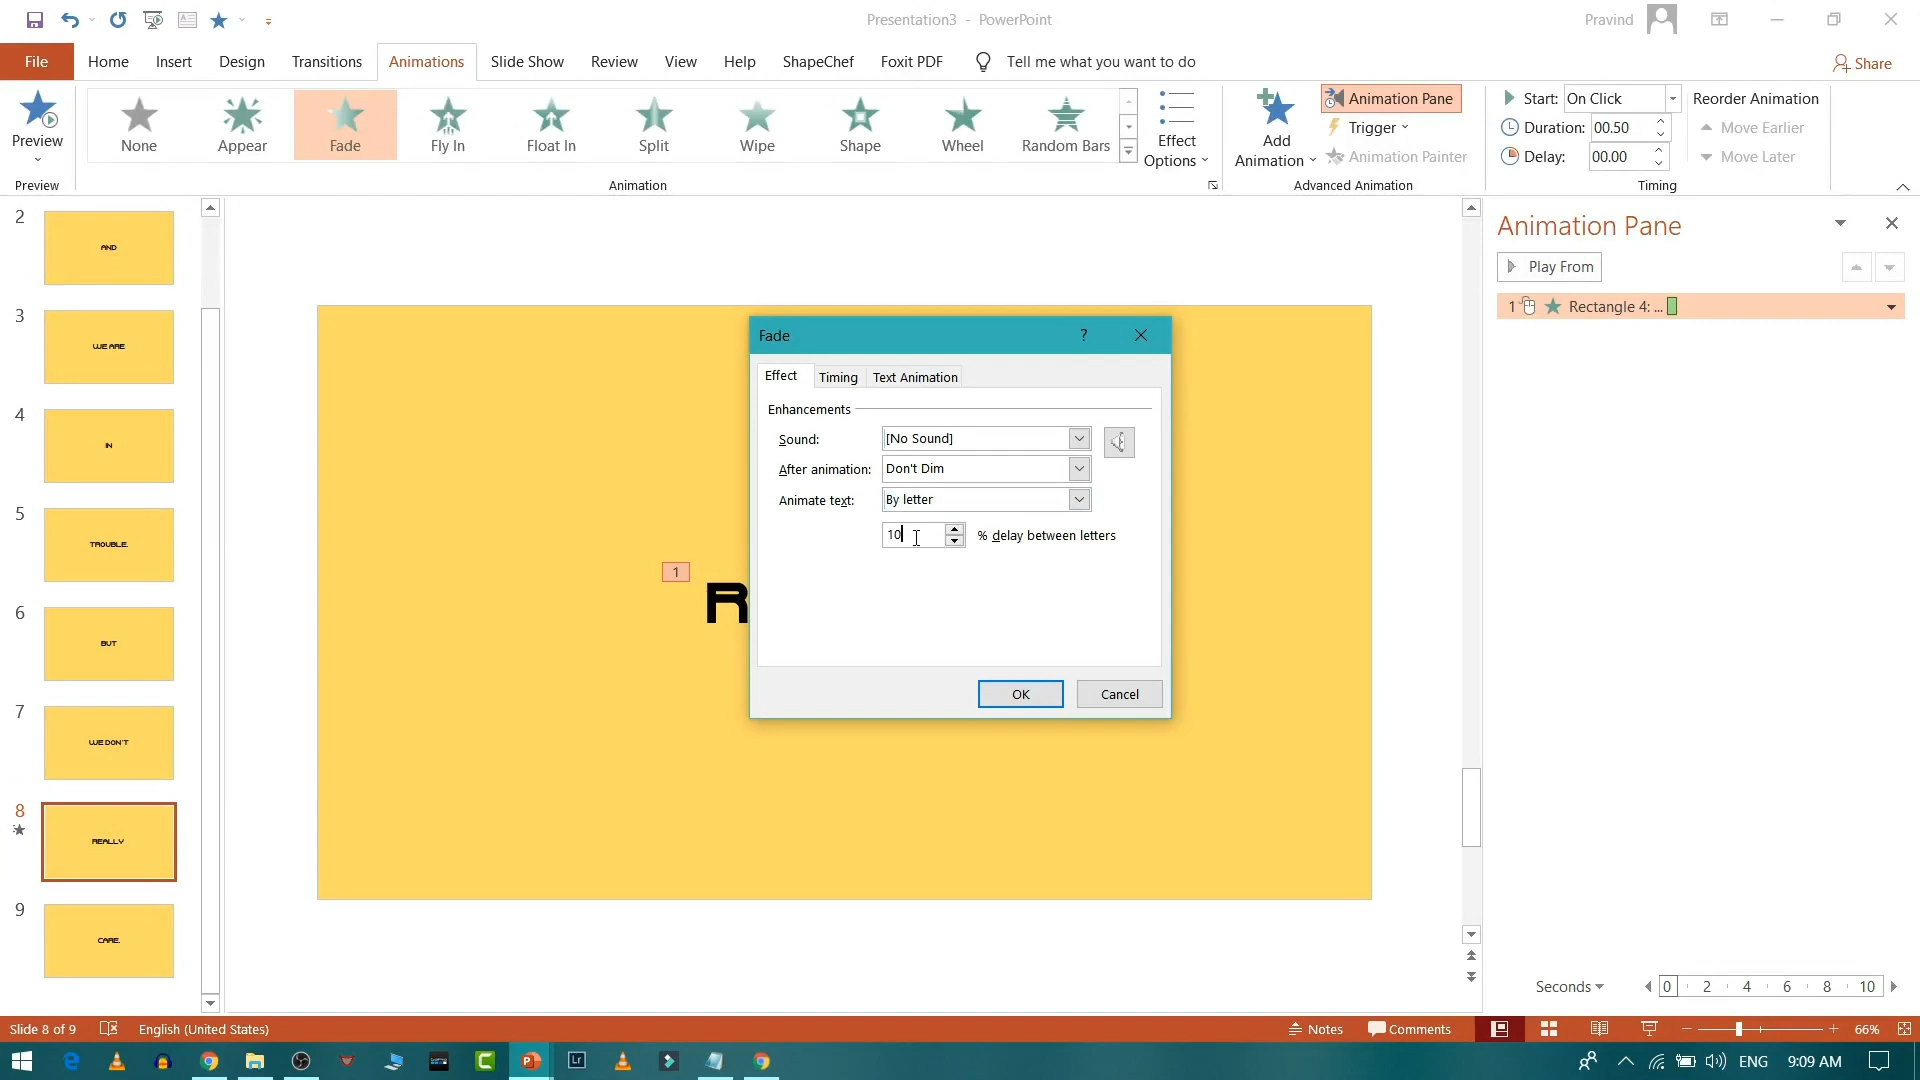 Presentation3 - PowerPoint
Pravind
File
Home
Insert
Design
Transitions
Animations
Slide Show
Review
View
Help
ShapeChef
Foxit PDF
Tell me what you want to do
Share
Preview
None
Appear
Fade
Fly In
Float In
Split
Wipe
Shape
Wheel
Random Bars
Effect
Options
Add
Animation
Animation Pane
Trigger
Animation Painter
Start: On Click
Duration: 00.50
Delay: 00.00
Reorder Animation
Move Earlier
Move Later
Preview
Animation
Advanced Animation
Timing
2
AND
3
WE ARE
4
IN
5
TROUBLE.
6
BUT
7
WE DON'T
8
REALLY
9
CARE.
1
R
Fade
?
Effect
Timing
Text Animation
Enhancements
Sound: [No Sound]
After animation: Don't Dim
Animate text: By letter
10 % delay between letters
OK
Cancel
Animation Pane
Play From
1 Rectangle 4: ...
Seconds
0 2 4 6 8 10
Slide 8 of 9
English (United States)
Notes
Comments
66%
Lr
ENG
9:09 AM